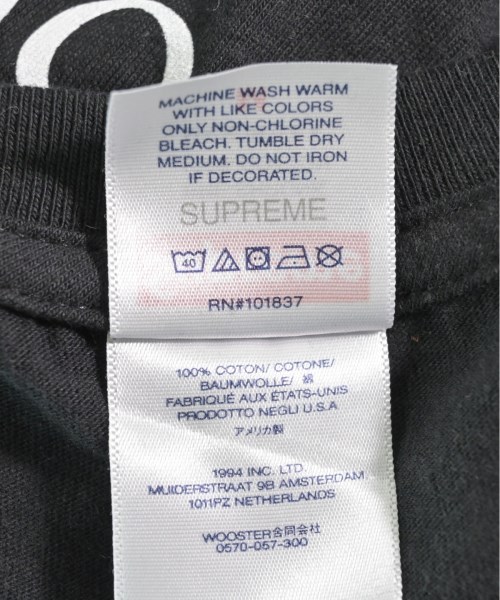 MACHINE WASH WARM
WITH LIKE COLORS
ONLY NON-CHLORINE
BLEACH. TUMBLE DRY
MEDIUM. DO NOT IRON
IF DECORATED.
SUPREME
40
RN#101837
100% COTON/ COTONE/
BAUMWOLLE/ 綿
FABRIQUÉ AUX ÉTATS-UNIS
PRODOTTO NEGLI U.S.A
アメリカ製
1994 INC. LTD.
MUIDERSTRAAT 9B AMSTERDAM
1011PZ NETHERLANDS
WOOSTER合同会社
0570-057-300